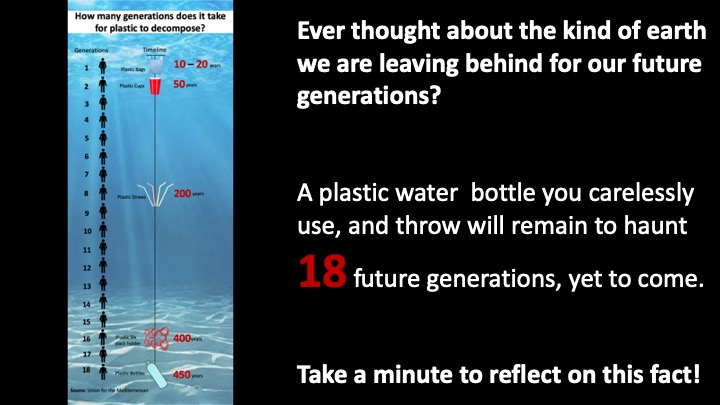 How many generations does it take
for plastic to decompose?
Generations
Timeline
1
Plastic Bags
10 – 20 years
2
Plastic Cups
50 years
3
4
5
6
7
8
Plastic Straws
200 years
9
10
11
12
13
14
15
16
Plastic Six
pack holder
400 years
17
18
Plastic Bottles
450 years
Source: Union for the Mediterranean
Ever thought about the kind of earth
we are leaving behind for our future
generations?
A plastic water bottle you carelessly
use, and throw will remain to haunt
18 future generations, yet to come.
Take a minute to reflect on this fact!